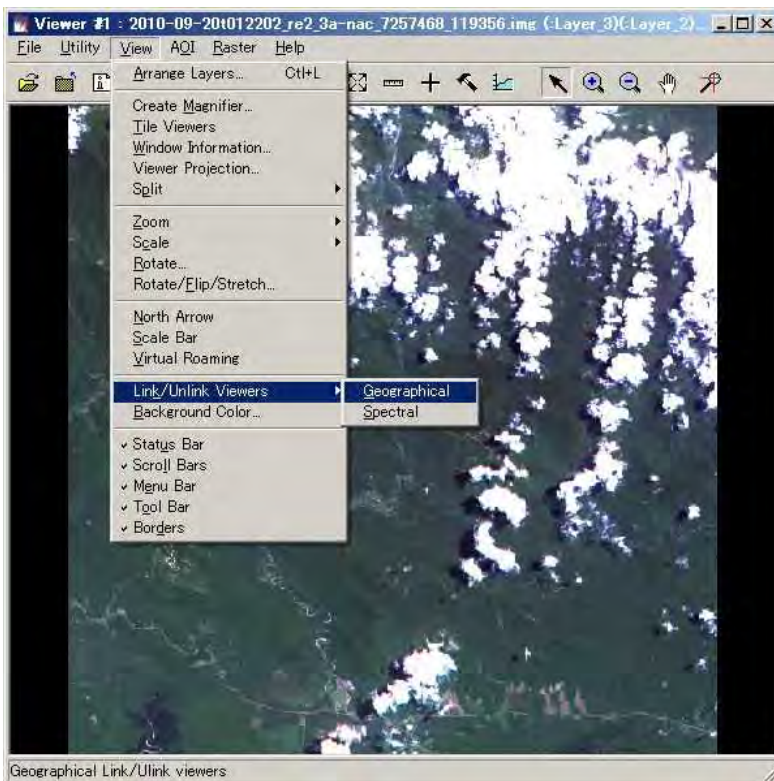 Viewer #1 : 2010-09-20t012202_re2_3a-nac_7257468_119356.img (:Layer_3)(:Layer_2)...
File Utility View AOI Raster Help
Arrange Layers... Ctl+L
Create Magnifier...
Tile Viewers
Window Information...
Viewer Projection...
Split
Zoom
Scale
Rotate...
Rotate/Flip/Stretch...
North Arrow
Scale Bar
Virtual Roaming
Link/Unlink Viewers
Geographical
Spectral
Background Color...
Status Bar
Scroll Bars
Menu Bar
Tool Bar
Borders
Geographical Link/Ulink viewers